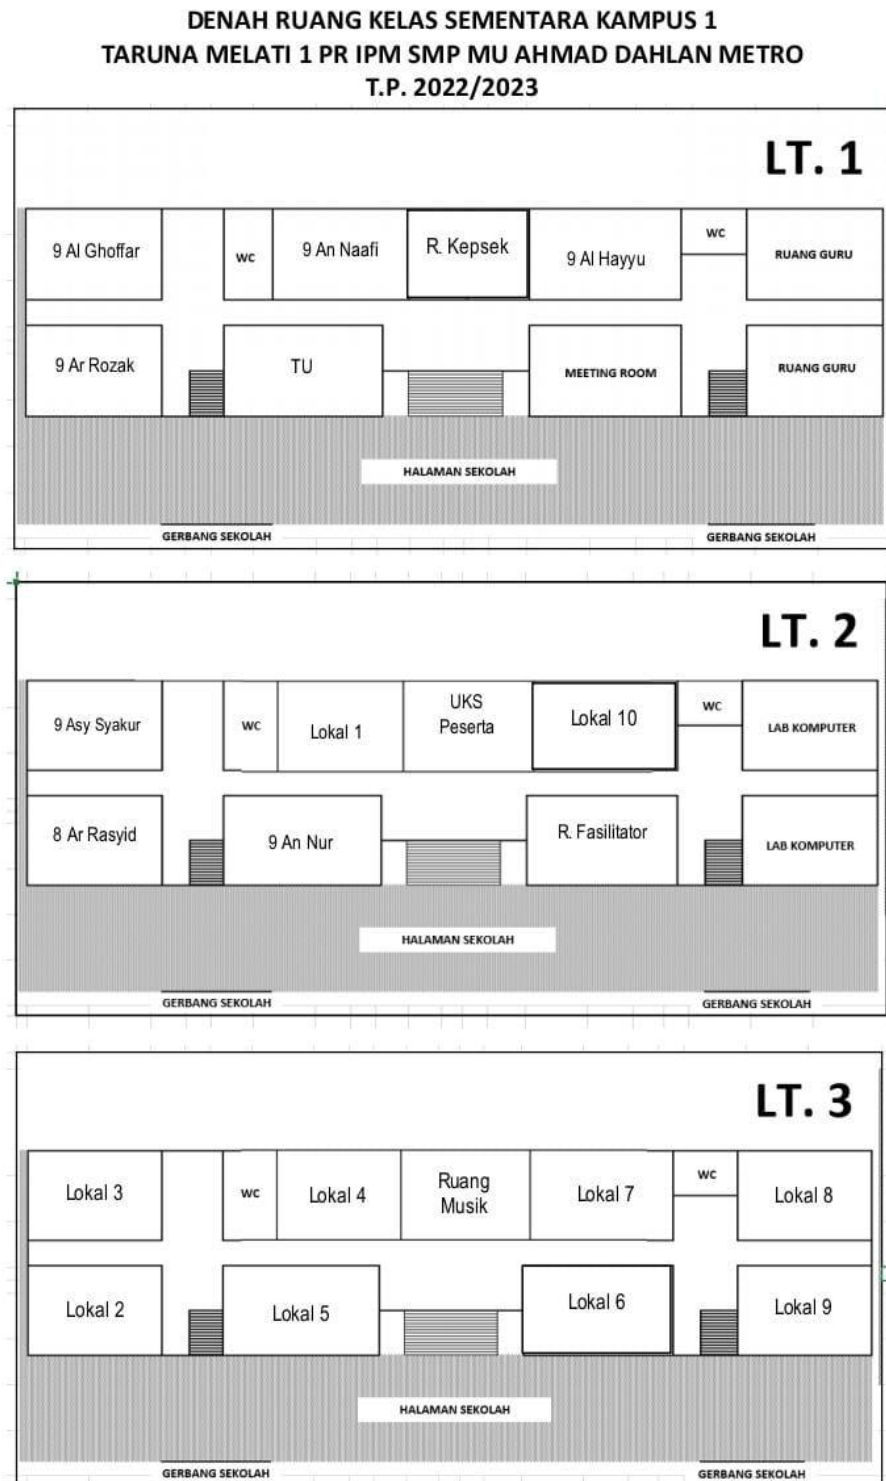 DENAH RUANG KELAS SEMENTARA KAMPUS 1
TARUNA MELATI 1 PR IPM SMP MU AHMAD DAHLAN METRO
T.P. 2022/2023
LT. 1
9 Al Ghoffar
WC
9 An Naafi
R. Kepsek
9 Al Hayyu
WC
RUANG GURU
9 Ar Rozak
TU
MEETING ROOM
RUANG GURU
HALAMAN SEKOLAH
GERBANG SEKOLAH
GERBANG SEKOLAH
LT. 2
9 Asy Syakur
WC
Lokal 1
UKS
Peserta
Lokal 10
WC
LAB KOMPUTER
8 Ar Rasyid
9 An Nur
R. Fasilitator
LAB KOMPUTER
HALAMAN SEKOLAH
GERBANG SEKOLAH
GERBANG SEKOLAH
LT. 3
Lokal 3
WC
Lokal 4
Ruang
Musik
Lokal 7
WC
Lokal 8
Lokal 2
Lokal 5
Lokal 6
Lokal 9
HALAMAN SEKOLAH
GERBANG SEKOLAH
GERBANG SEKOLAH